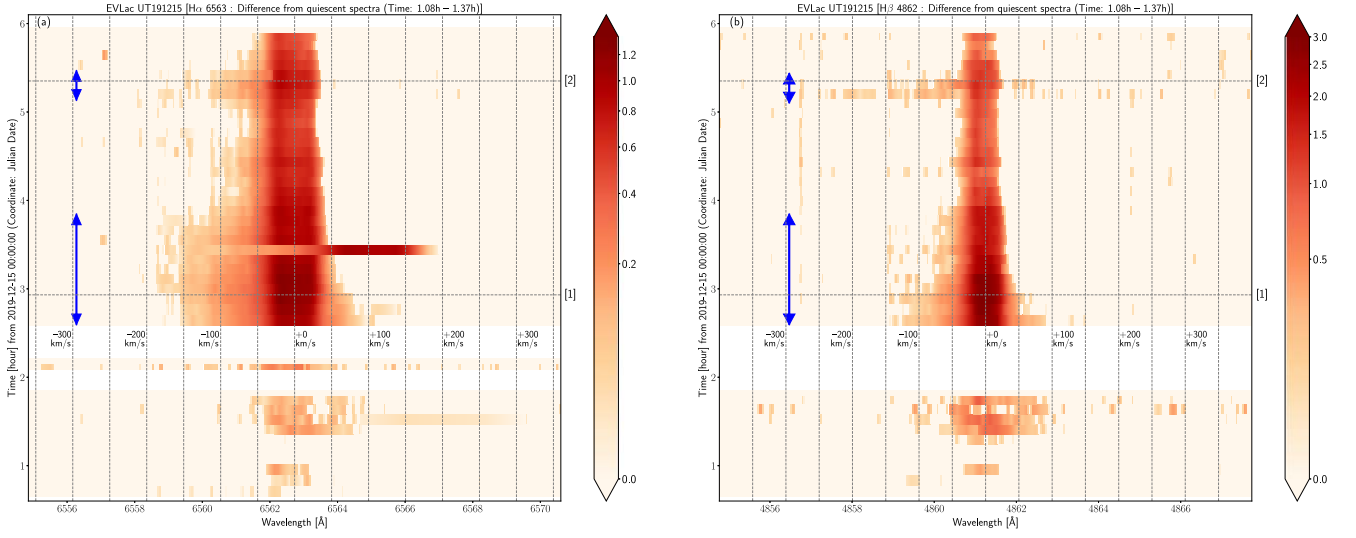 EVLac UT191215 [Hα 6563 : Difference from quiescent spectra (Time: 1.08h − 1.37h)]
(a)
Time [hour] from 2019-12-15 00:00:00 (Coordinate: Julian Date)
6
5
4
3
2
1
[2]
[1]
−300 km/s
−200 km/s
−100 km/s
+0 km/s
+100 km/s
+200 km/s
+300 km/s
6556 6558 6560 6562 6564 6566 6568 6570
Wavelength [Å]
1.2
1.0
0.8
0.6
0.4
0.2
0.0
EVLac UT191215 [Hβ 4862 : Difference from quiescent spectra (Time: 1.08h − 1.37h)]
(b)
Time [hour] from 2019-12-15 00:00:00 (Coordinate: Julian Date)
6
5
4
3
2
1
[2]
[1]
−300 km/s
−200 km/s
−100 km/s
+0 km/s
+100 km/s
+200 km/s
+300 km/s
4856 4858 4860 4862 4864 4866
Wavelength [Å]
3.0
2.5
2.0
1.5
1.0
0.5
0.0